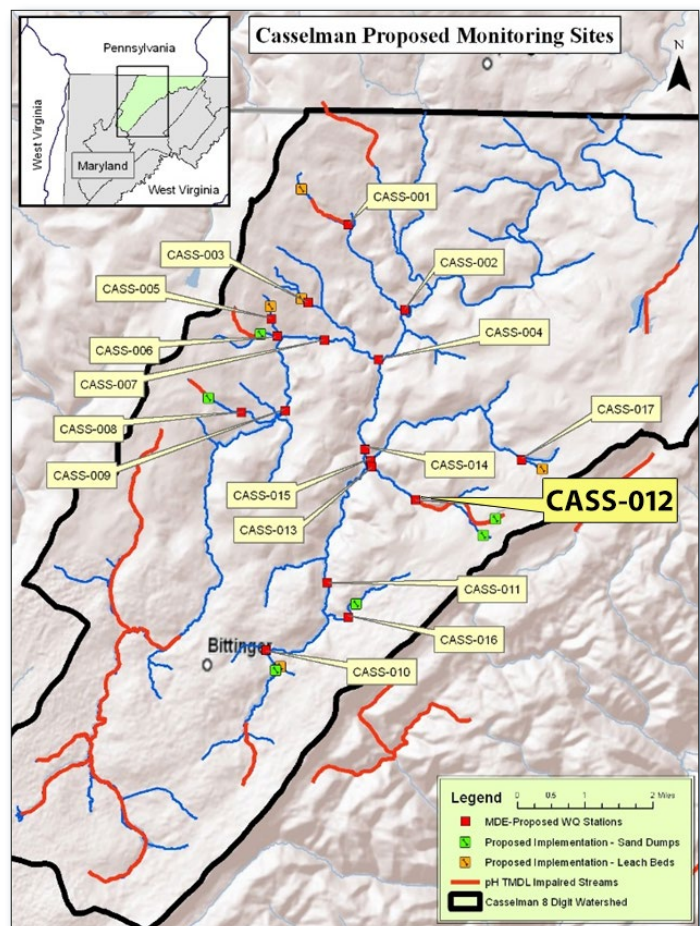 Casselman Proposed Monitoring Sites
Pennsylvania
West Virginia
Maryland
West Virginia
N
CASS-001
CASS-003
CASS-002
CASS-005
CASS-006
CASS-004
CASS-007
CASS-008
CASS-017
CASS-009
CASS-014
CASS-015
CASS-012
CASS-013
CASS-011
CASS-016
Bittinger
CASS-010
Legend
0 0.5 1 2 Miles
MDE-Proposed WQ Stations
Proposed Implementation - Sand Dumps
Proposed Implementation - Leach Beds
pH TMDL Impaired Streams
Casselman 8 Digit Watershed